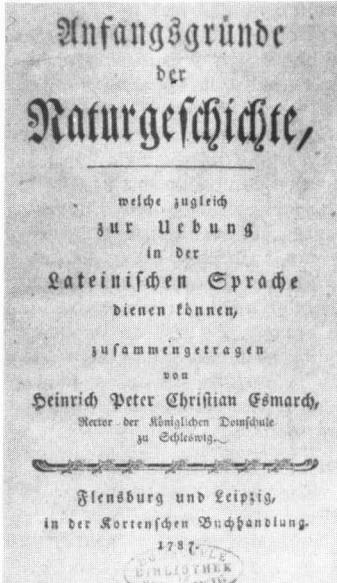 Anfangsgründe
der
Naturgeschichte,
welche zugleich
zur Uebung
in der
Lateinischen Sprache
dienen können,
zusammengetragen
von
Heinrich Peter Christian Esmarch,
Rector der Königlichen Domschule
zu Schleswig.
Flensburg und Leipzig,
in der Kortenschen Buchhandlung.
1787.
BIBLIOTHEK